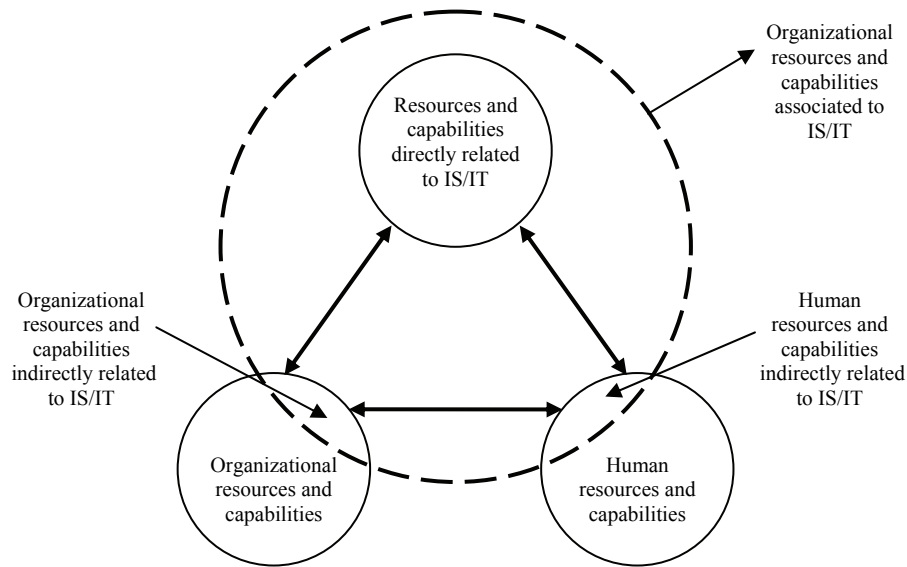 Organizational
resources and
capabilities
associated to
IS/IT
Resources and
capabilities
directly related
to IS/IT
Organizational
resources and
capabilities
indirectly related
to IS/IT
Human
resources and
capabilities
indirectly related
to IS/IT
Organizational
resources and
capabilities
Human
resources and
capabilities